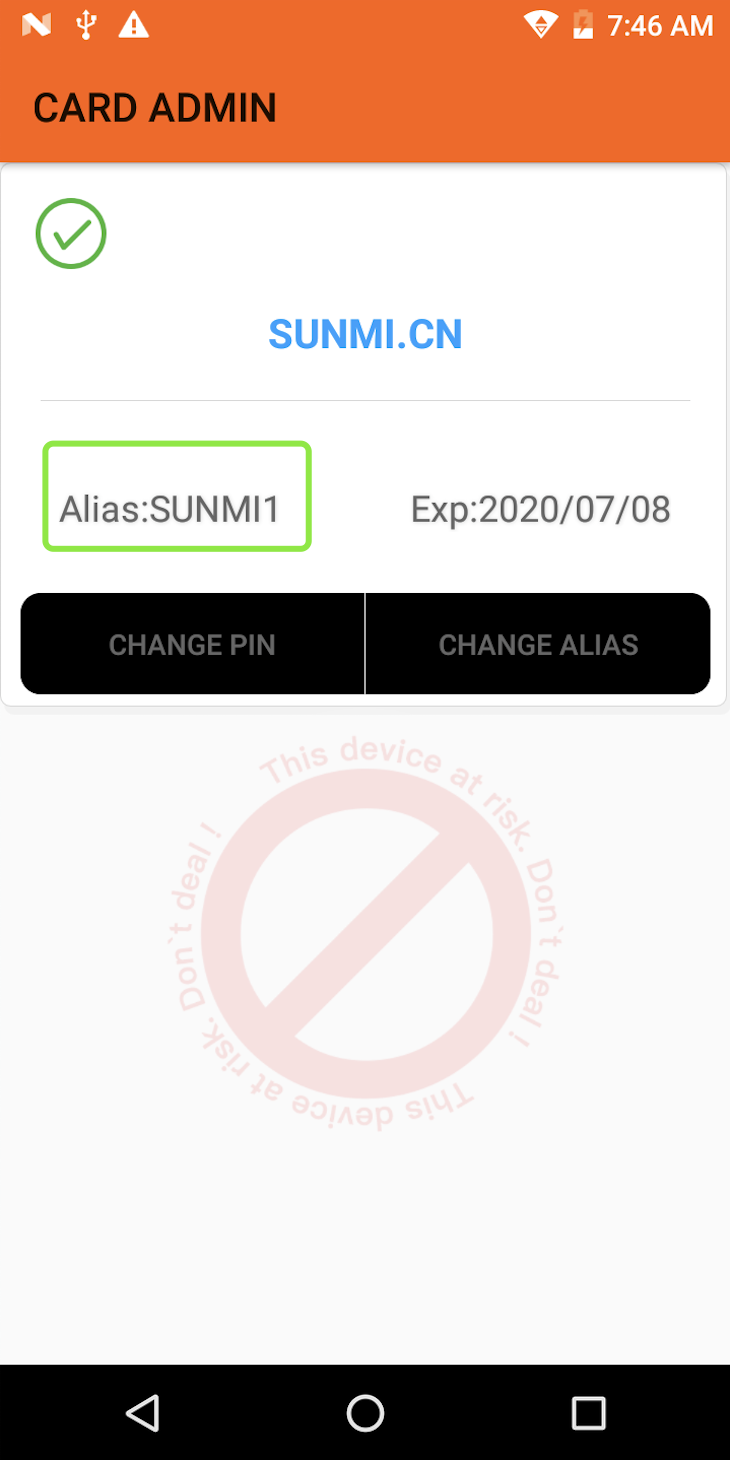 7:46 AM
CARD ADMIN
SUNMI.CN
Alias:SUNMI1
Exp:2020/07/08
CHANGE PIN
CHANGE ALIAS
This device at risk. Don`t deal !
This device at risk. Don`t deal !